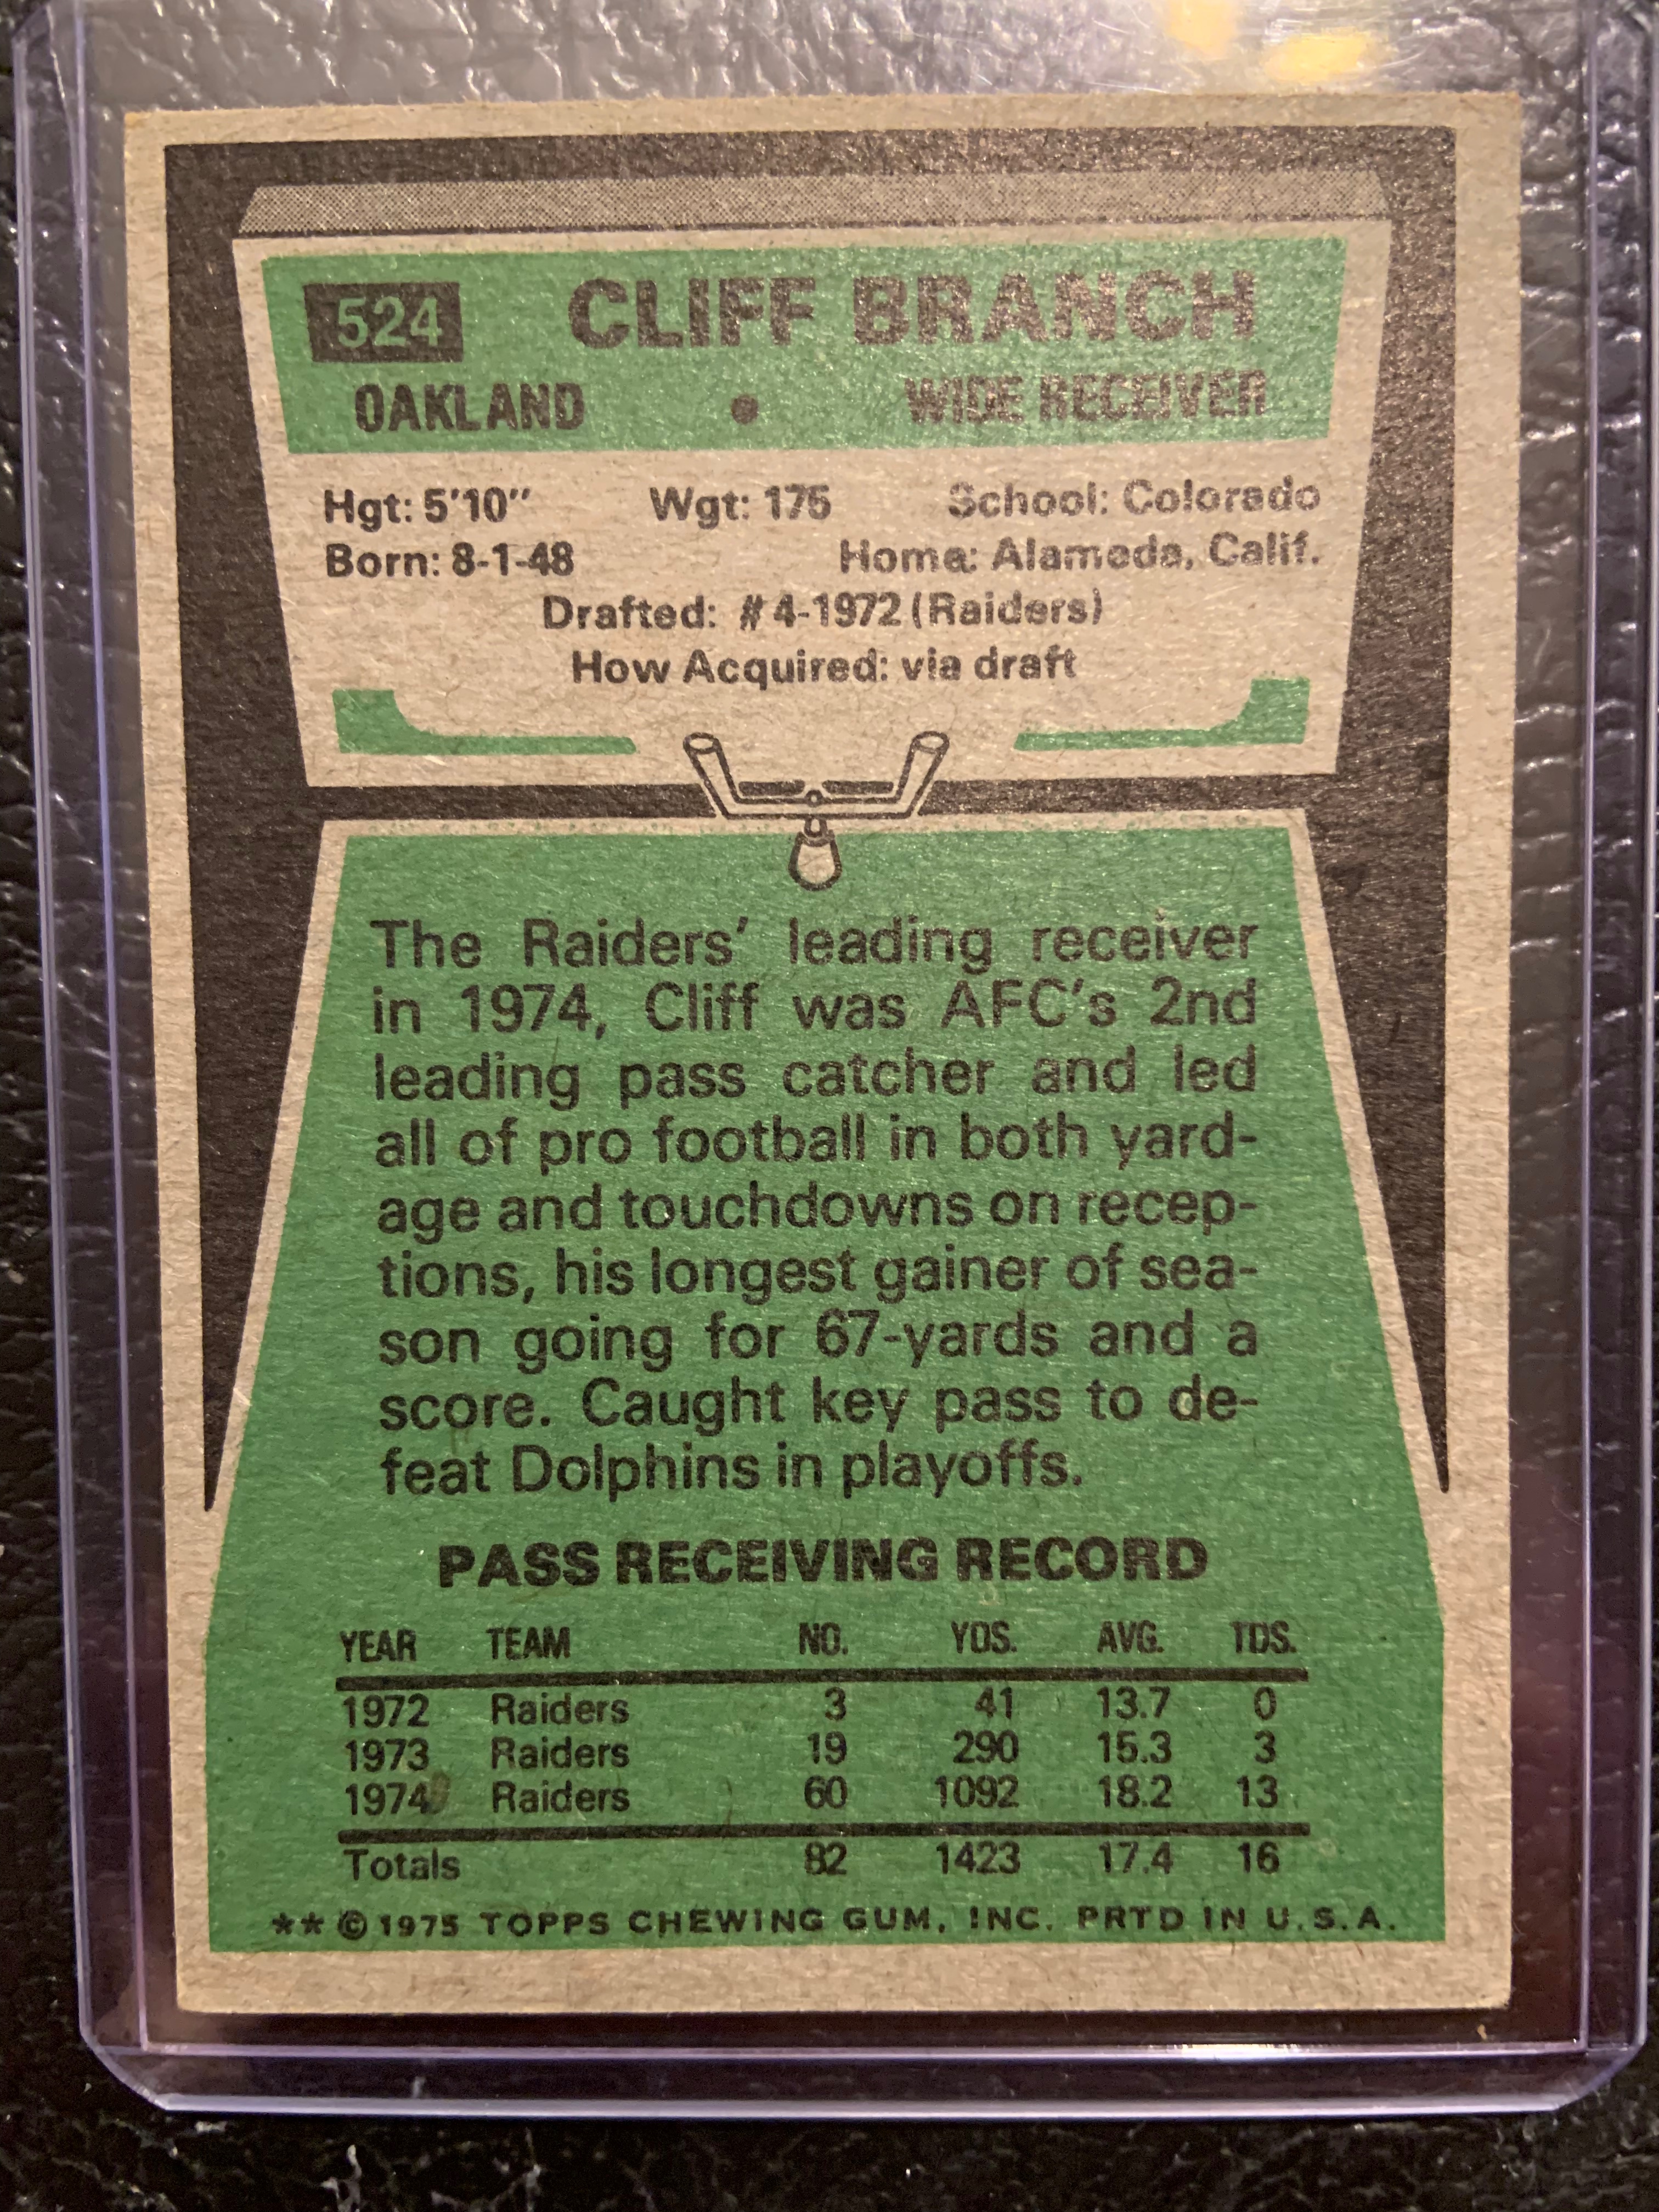 524 CLIFF BRANCH
OAKLAND • WIDE RECEIVER
Hgt: 5'10" Wgt: 175 School: Colorado
Born: 8-1-48 Home: Alameda, Calif.
Drafted: #4-1972 (Raiders)
How Acquired: via draft
The Raiders' leading receiver
in 1974, Cliff was AFC's 2nd
leading pass catcher and led
all of pro football in both yard-
age and touchdowns on recep-
tions, his longest gainer of sea-
son going for 67-yards and a
score. Caught key pass to de-
feat Dolphins in playoffs.
PASS RECEIVING RECORD
YEAR TEAM NO. YDS. AVG. TDS.
1972 Raiders 3 41 13.7 0
1973 Raiders 19 290 15.3 3
1974 Raiders 60 1092 18.2 13
Totals 82 1423 17.4 16
** © 1975 TOPPS CHEWING GUM, INC. PRTD IN U.S.A.